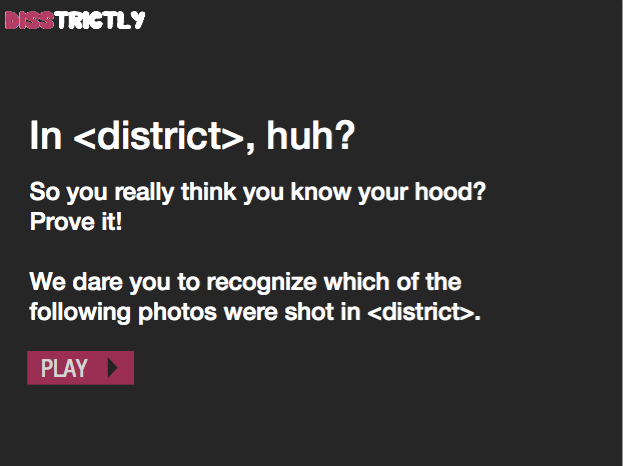 DISSTRICTLY
In <district>, huh?
So you really think you know your hood?
Prove it!
We dare you to recognize which of the
following photos were shot in <district>.
PLAY